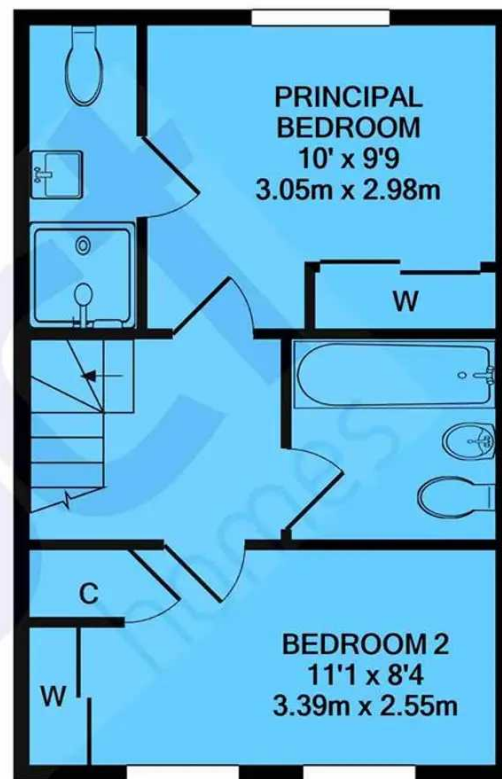 PRINCIPAL
BEDROOM
10' x 9'9
3.05m x 2.98m
W
C
W
BEDROOM 2
11'1 x 8'4
3.39m x 2.55m
homes